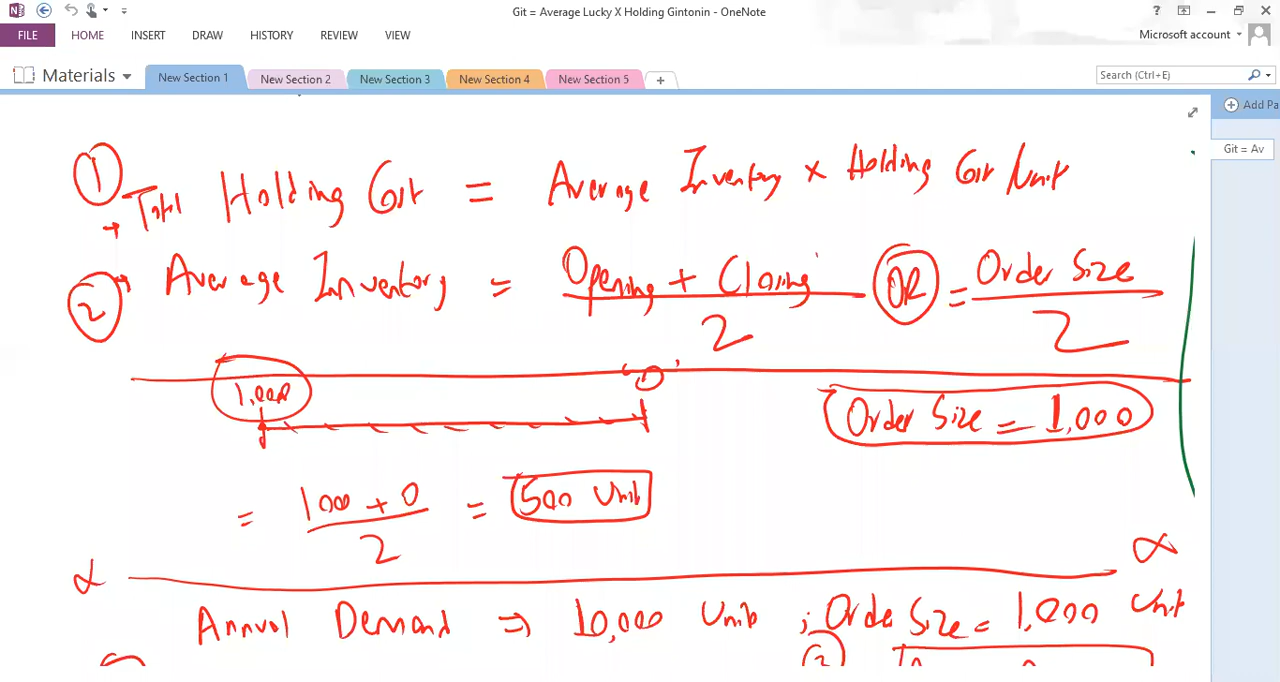 Git = Average Lucky X Holding Gintonin - OneNote
Microsoft account
FILE HOME INSERT DRAW HISTORY REVIEW VIEW
Materials New Section 1 New Section 2 New Section 3 New Section 4 New Section 5 +
Search (Ctrl+E)
Add Pa
Git = Av
1 Total Holding Cost = Average Inventory x Holding Cost/Unit
2 Average Inventory = Opening + Closing / 2 OR = Order Size / 2
1,000 0
Order Size = 1,000
= 1000 + 0 / 2 = 500 Unit
Annual Demand ⇒ 10,000 Unit ; Order Size = 1,000 Unit